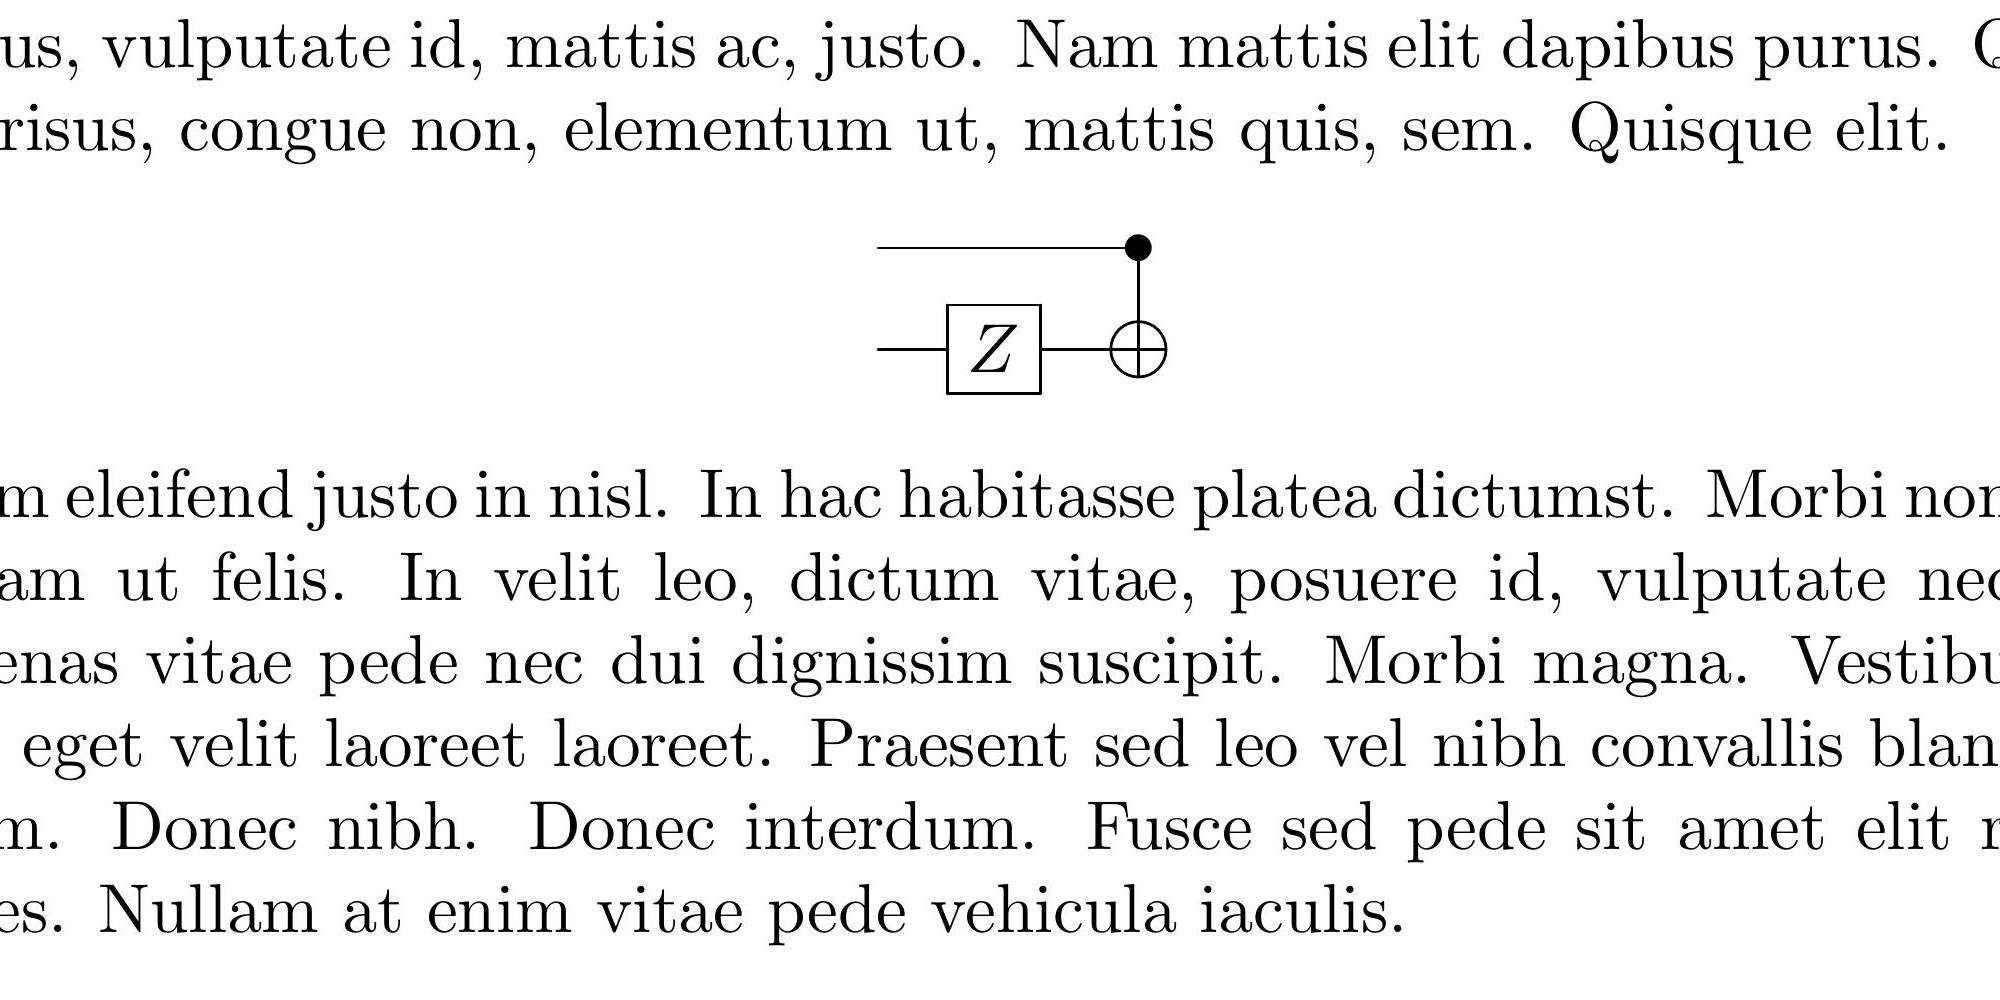 us, vulputate id, mattis ac, justo. Nam mattis elit dapibus purus.
risus, congue non, elementum ut, mattis quis, sem. Quisque elit.
Z
m eleifend justo in nisl. In hac habitasse platea dictumst. Morbi non
am ut felis. In velit leo, dictum vitae, posuere id, vulputate nec
enas vitae pede nec dui dignissim suscipit. Morbi magna. Vestibu
eget velit laoreet laoreet. Praesent sed leo vel nibh convallis blan
m. Donec nibh. Donec interdum. Fusce sed pede sit amet elit r
es. Nullam at enim vitae pede vehicula iaculis.